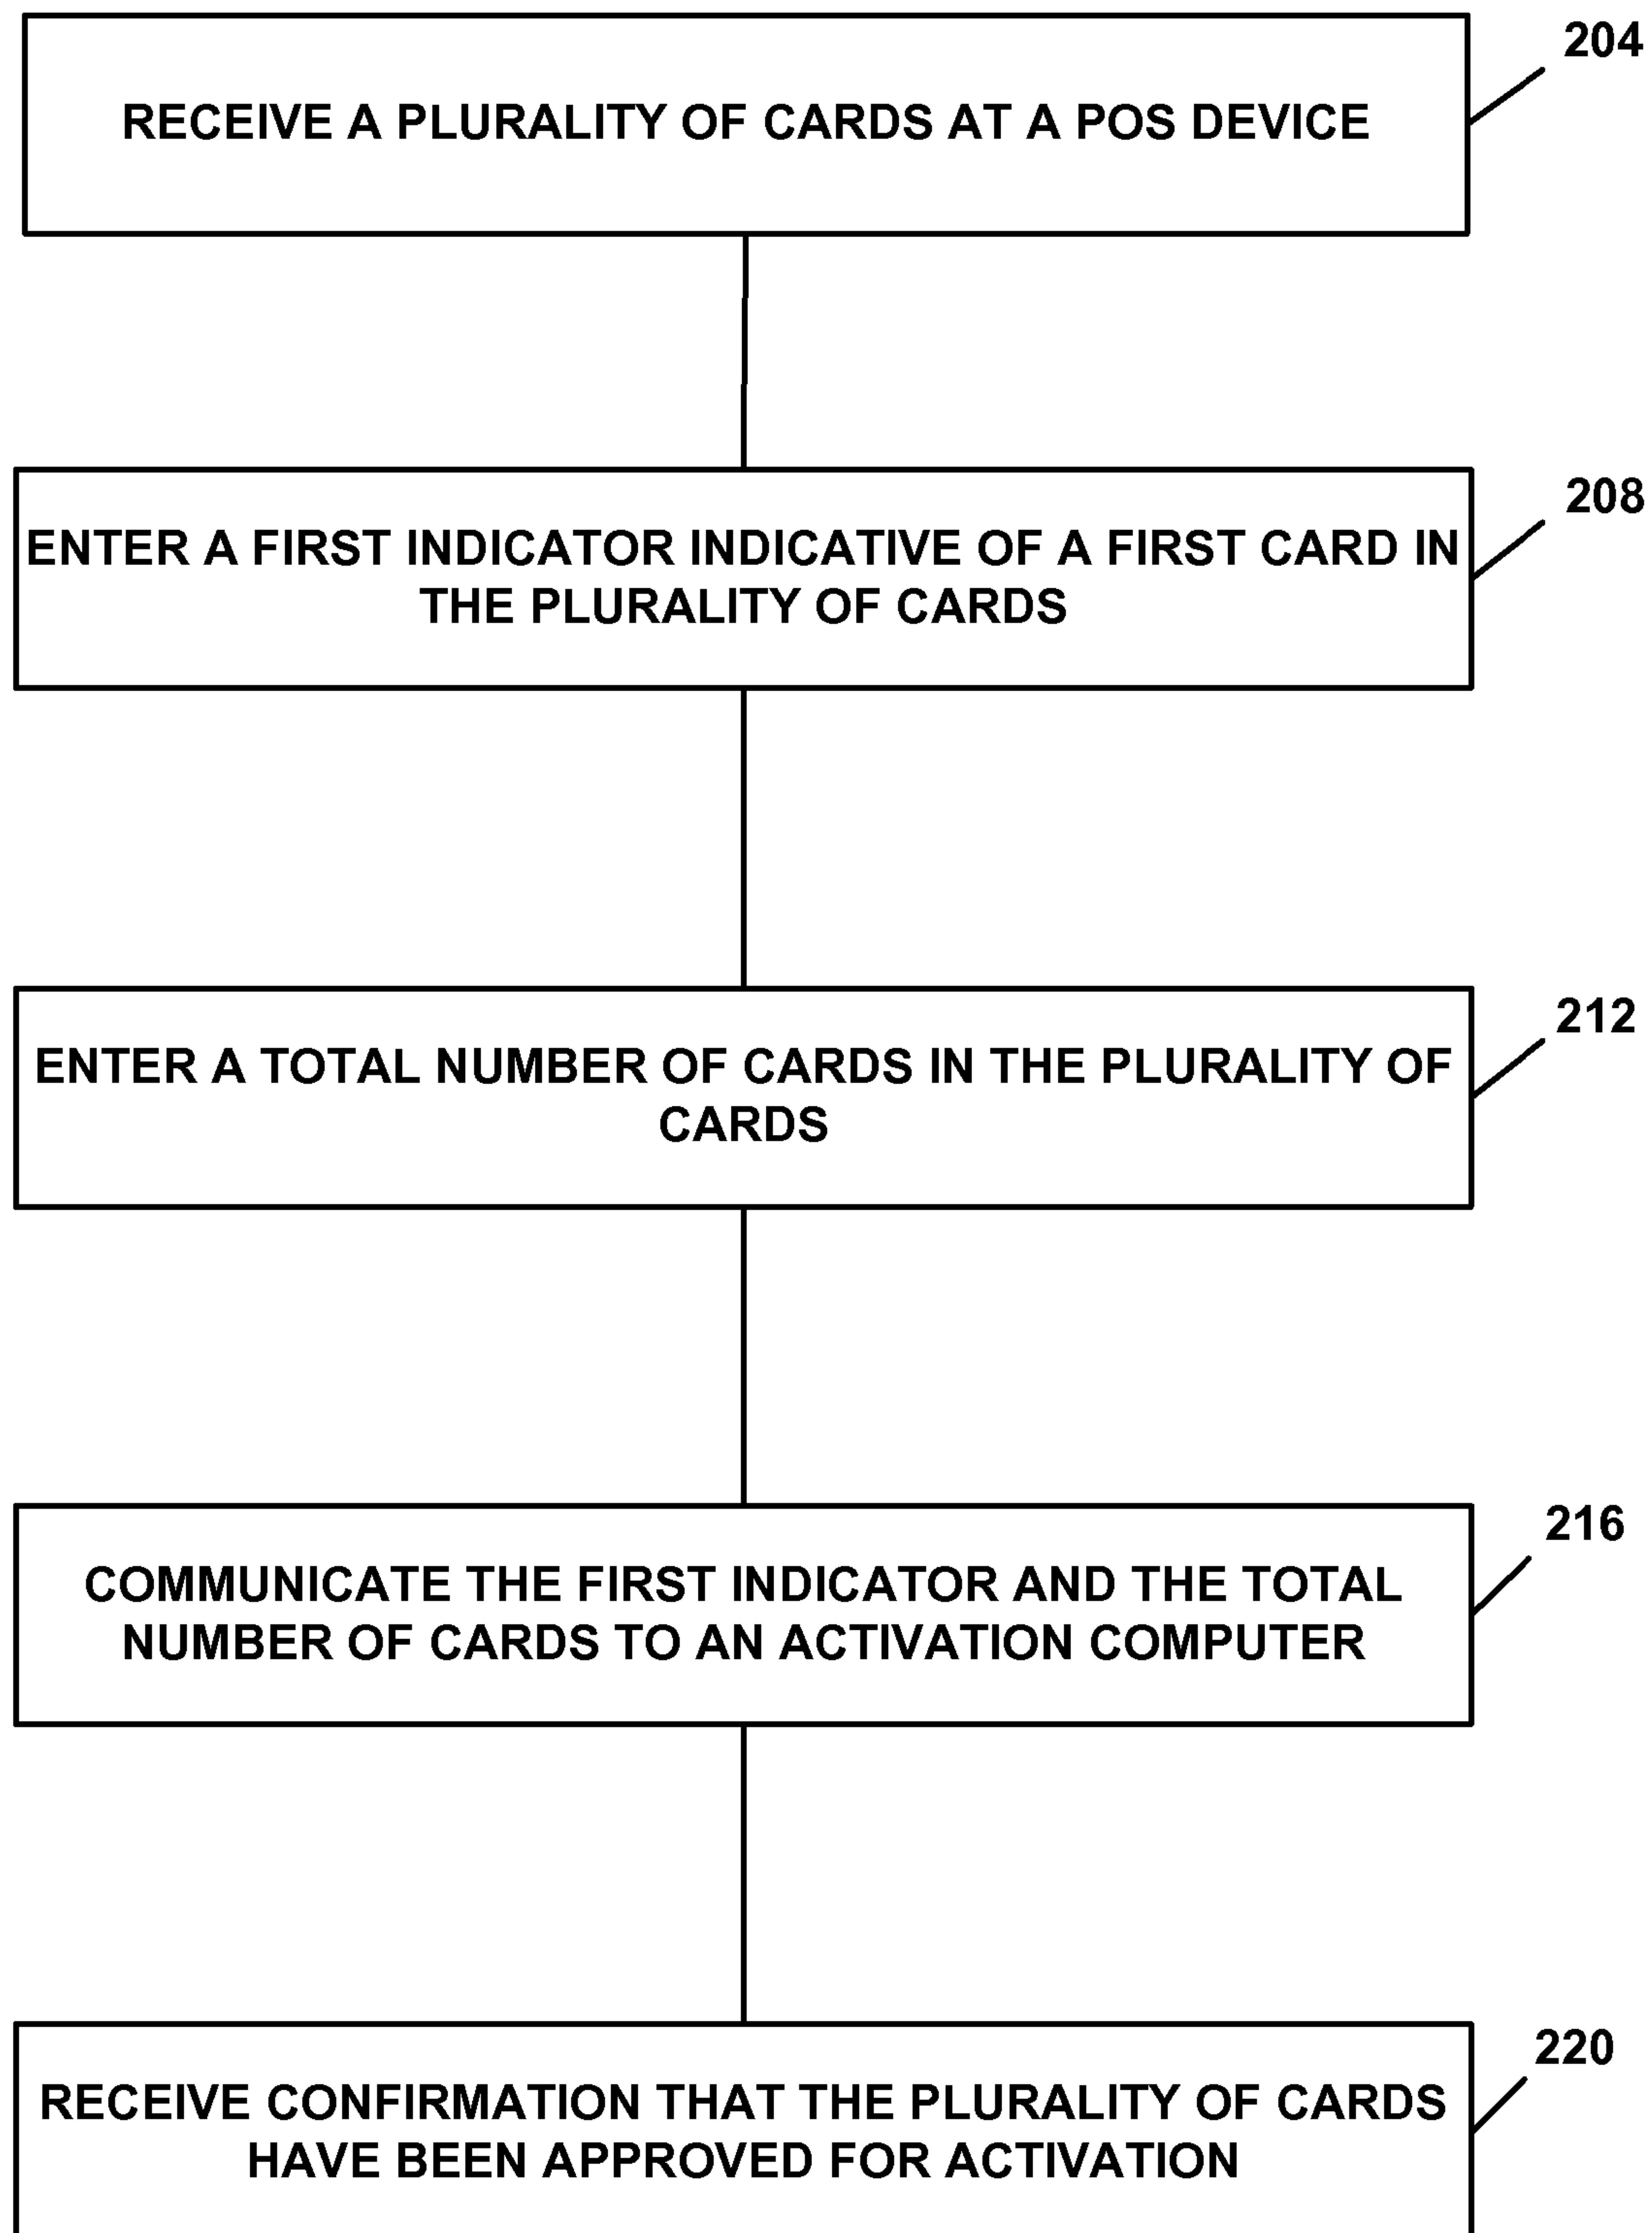 204
RECEIVE A PLURALITY OF CARDS AT A POS DEVICE
208
ENTER A FIRST INDICATOR INDICATIVE OF A FIRST CARD IN
THE PLURALITY OF CARDS
212
ENTER A TOTAL NUMBER OF CARDS IN THE PLURALITY OF
CARDS
216
COMMUNICATE THE FIRST INDICATOR AND THE TOTAL
NUMBER OF CARDS TO AN ACTIVATION COMPUTER
220
RECEIVE CONFIRMATION THAT THE PLURALITY OF CARDS
HAVE BEEN APPROVED FOR ACTIVATION